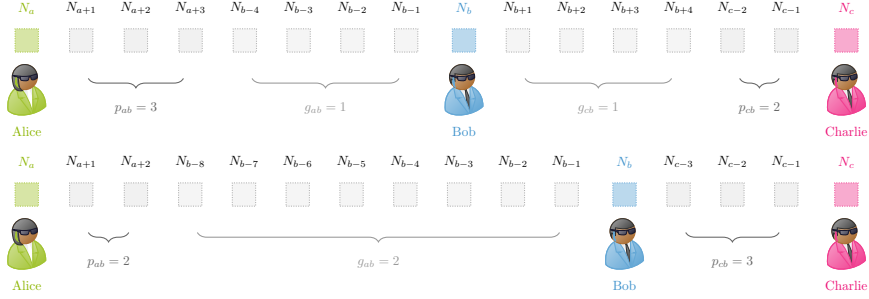 N_a N_{a+1} N_{a+2} N_{a+3} N_{b−4} N_{b−3} N_{b−2} N_{b−1} N_b N_{b+1} N_{b+2} N_{b+3} N_{b+4} N_{c−2} N_{c−1} N_c
p_{ab} = 3 g_{ab} = 1 g_{cb} = 1 p_{cb} = 2
Alice Bob Charlie
N_a N_{a+1} N_{a+2} N_{b−8} N_{b−7} N_{b−6} N_{b−5} N_{b−4} N_{b−3} N_{b−2} N_{b−1} N_b N_{c−3} N_{c−2} N_{c−1} N_c
p_{ab} = 2 g_{ab} = 2 p_{cb} = 3
Alice Bob Charlie